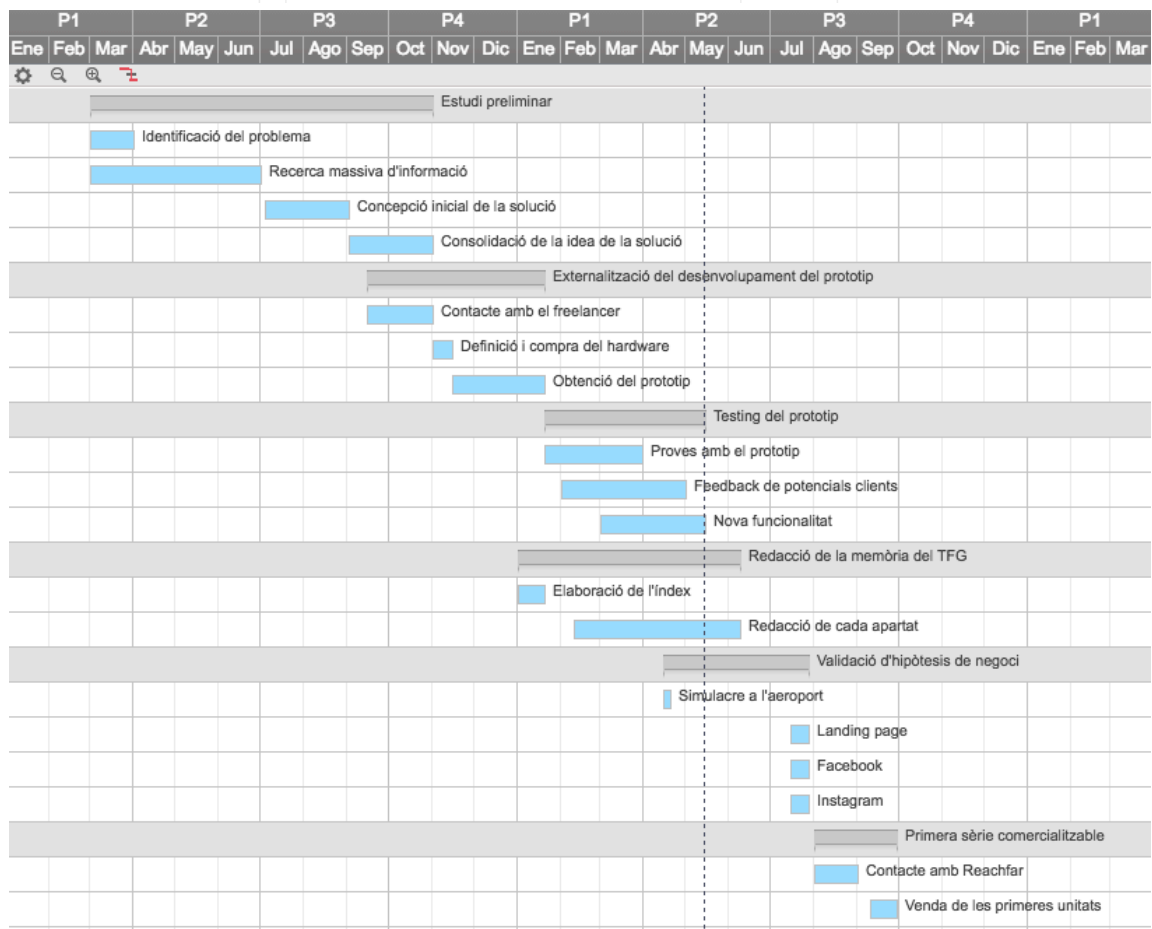 P1 P2 P3 P4 P1 P2 P3 P4 P1
Ene Feb Mar Abr May Jun Jul Ago Sep Oct Nov Dic Ene Feb Mar Abr May Jun Jul Ago Sep Oct Nov Dic Ene Feb Mar
Estudi preliminar
Identificació del problema
Recerca massiva d'informació
Concepció inicial de la solució
Consolidació de la idea de la solució
Externalització del desenvolupament del prototip
Contacte amb el freelancer
Definició i compra del hardware
Obtenció del prototip
Testing del prototip
Proves amb el prototip
Feedback de potencials clients
Nova funcionalitat
Redacció de la memòria del TFG
Elaboració de l'índex
Redacció de cada apartat
Validació d'hipòtesis de negoci
Simulacre a l'aeroport
Landing page
Facebook
Instagram
Primera sèrie comercialitzable
Contacte amb Reachfar
Venda de les primeres unitats